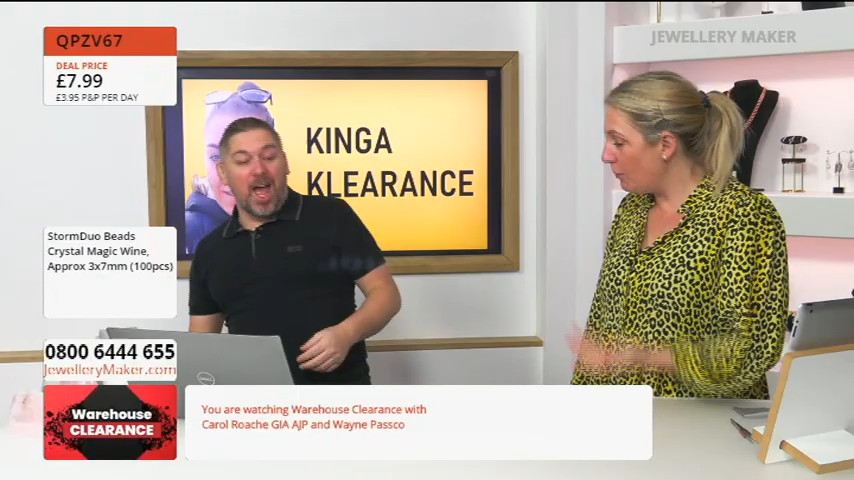 QPZV67
DEAL PRICE
£7.99
£3.95 P&P PER DAY
JEWELLERY MAKER
KINGA
KLEARANCE
StormDuo Beads
Crystal Magic Wine,
Approx 3x7mm (100pcs)
0800 6444 655
JewelleryMaker.com
DELL
Warehouse
CLEARANCE
You are watching Warehouse Clearance with
Carol Roache GIA AJP and Wayne Passco